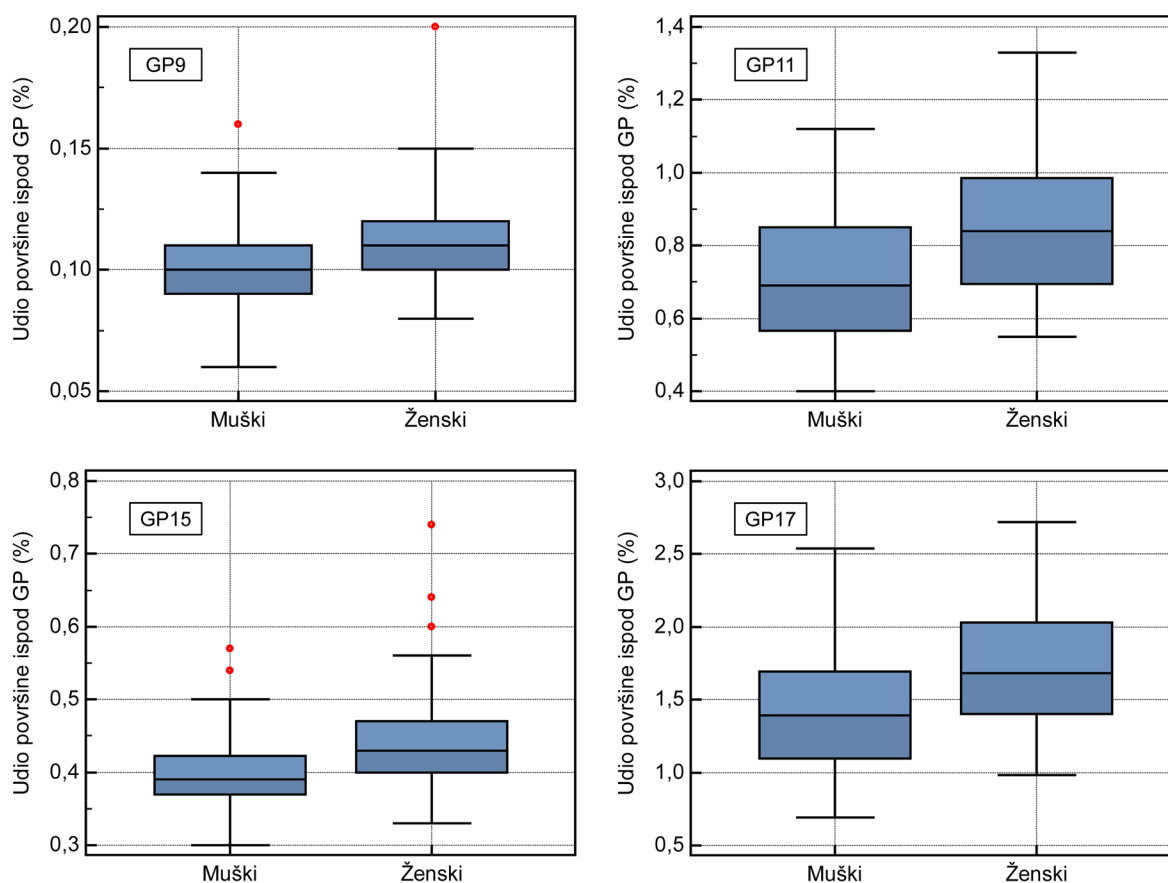 Udio površine ispod GP (%)
GP9
0,20
0,15
0,10
0,05
Muški Ženski
Udio površine ispod GP (%)
GP11
1,4
1,2
1,0
0,8
0,6
0,4
Muški Ženski
Udio površine ispod GP (%)
GP15
0,8
0,7
0,6
0,5
0,4
0,3
Muški Ženski
Udio površine ispod GP (%)
GP17
3,0
2,5
2,0
1,5
1,0
0,5
Muški Ženski